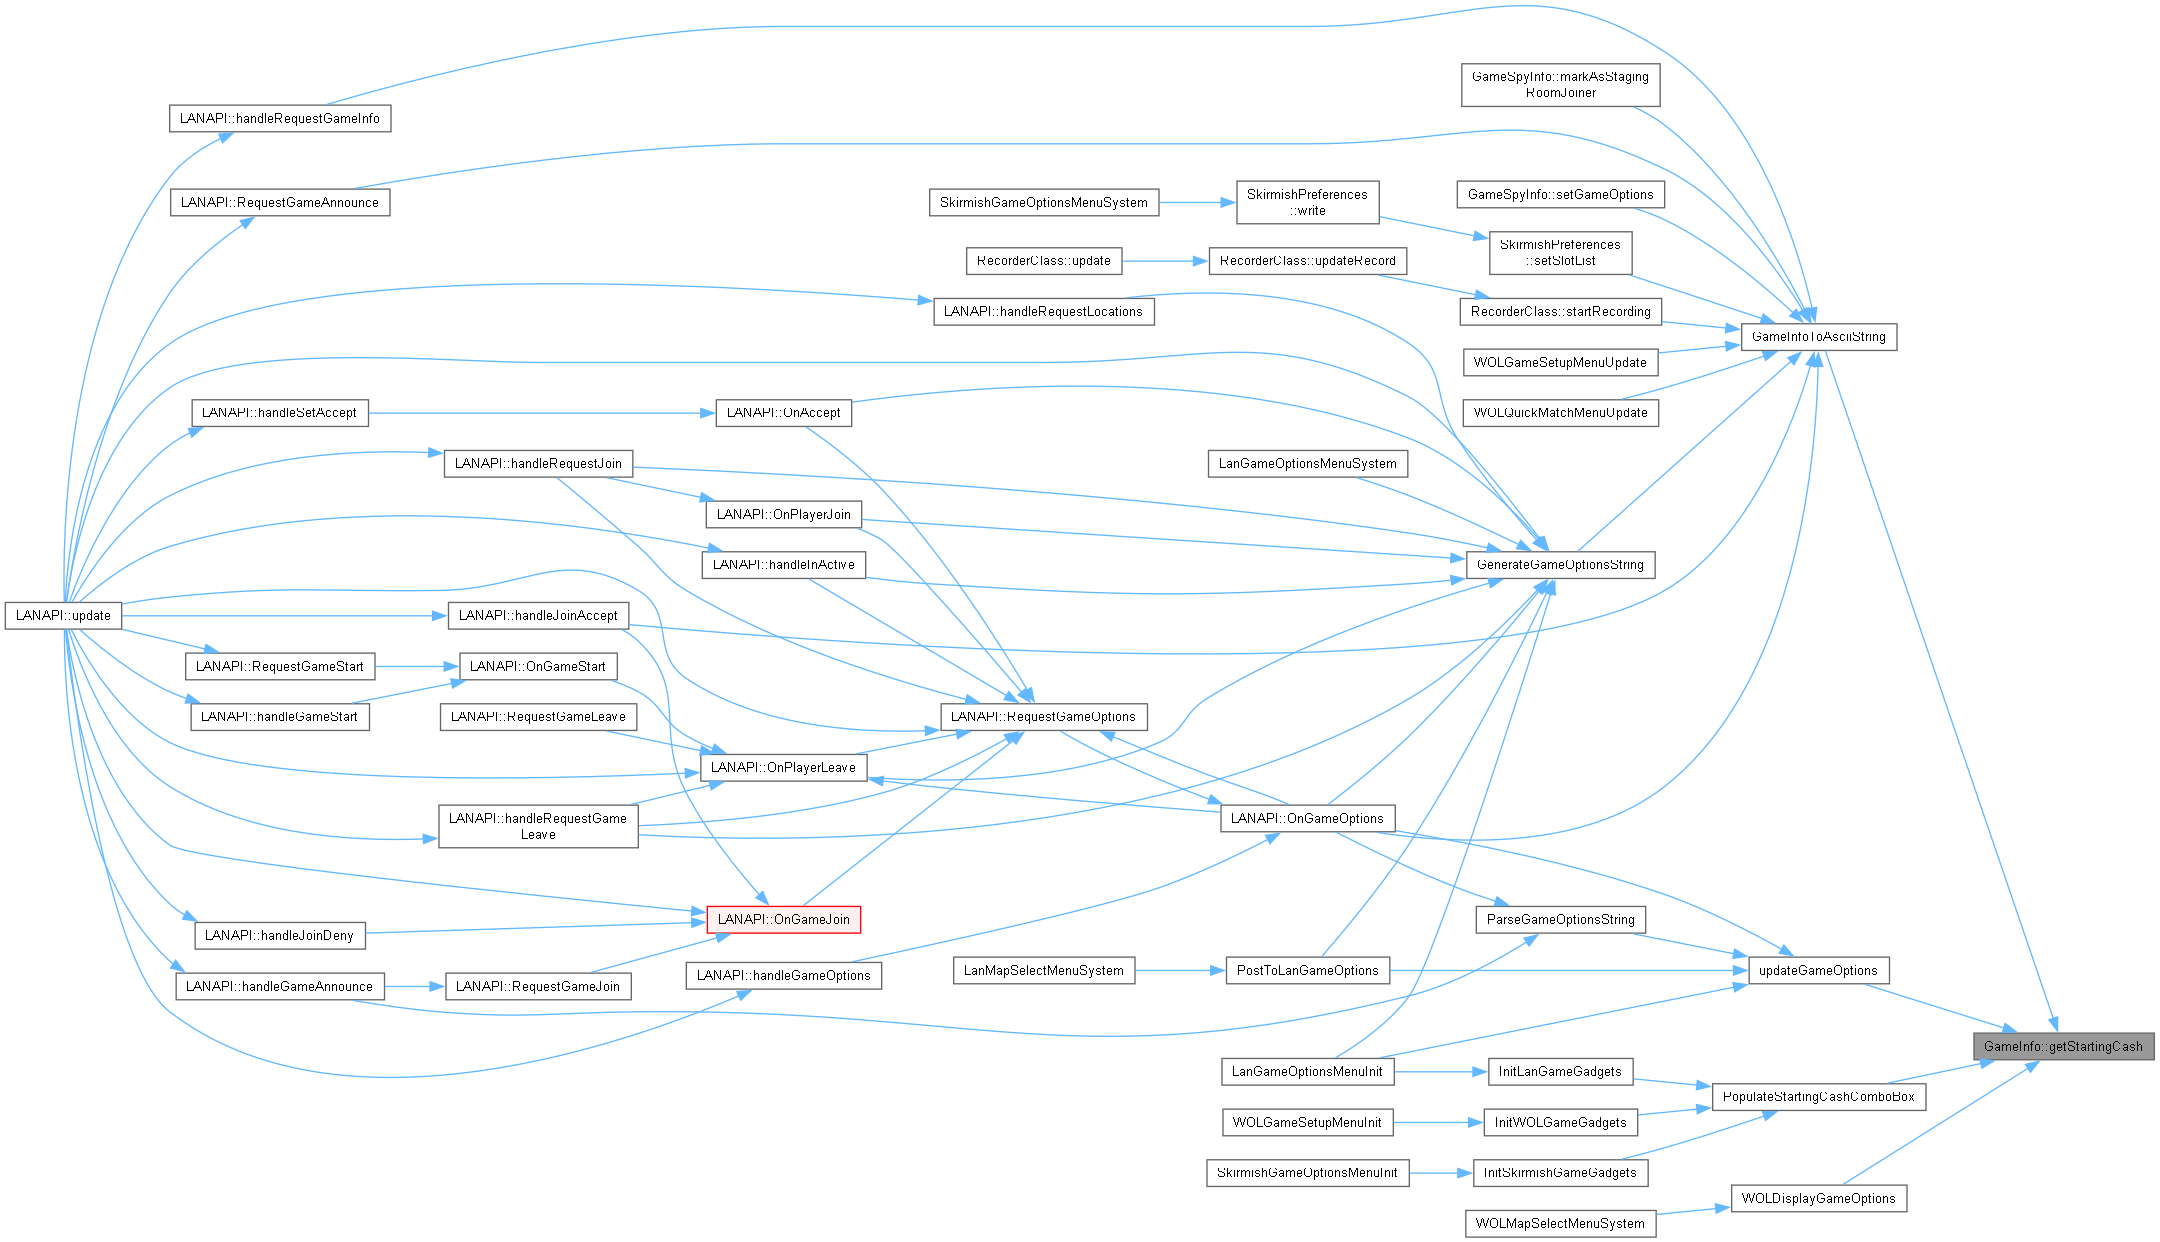 GameSpyInfo::markAsStaging
RoomJoiner
LANAPI::handleRequestGameInfo
LANAPI::RequestGameAnnounce
SkirmishGameOptionsMenuSystem
SkirmishPreferences
::write
GameSpyInfo::setGameOptions
SkirmishPreferences
::setSlotList
RecorderClass::update
RecorderClass::updateRecord
LANAPI::handleRequestLocations
RecorderClass::startRecording
GameInfoToAsciiString
WOLGameSetupMenuUpdate
LANAPI::handleSetAccept
LANAPI::OnAccept
WOLQuickMatchMenuUpdate
LANAPI::handleRequestJoin
LanGameOptionsMenuSystem
LANAPI::OnPlayerJoin
LANAPI::handleInActive
GenerateGameOptionsString
LANAPI::update
LANAPI::handleJoinAccept
LANAPI::RequestGameStart
LANAPI::OnGameStart
LANAPI::handleGameStart
LANAPI::RequestGameLeave
LANAPI::RequestGameOptions
LANAPI::OnPlayerLeave
LANAPI::handleRequestGame
Leave
LANAPI::OnGameOptions
LANAPI::OnGameJoin
ParseGameOptionsString
LANAPI::handleJoinDeny
LANAPI::handleGameOptions
LanMapSelectMenuSystem
PostToLanGameOptions
updateGameOptions
LANAPI::handleGameAnnounce
LANAPI::RequestGameJoin
GameInfo::getStartingCash
LanGameOptionsMenuInit
InitLanGameGadgets
PopulateStartingCashComboBox
WOLGameSetupMenuInit
InitWOLGameGadgets
SkirmishGameOptionsMenuInit
InitSkirmishGameGadgets
WOLDisplayGameOptions
WOLMapSelectMenuSystem